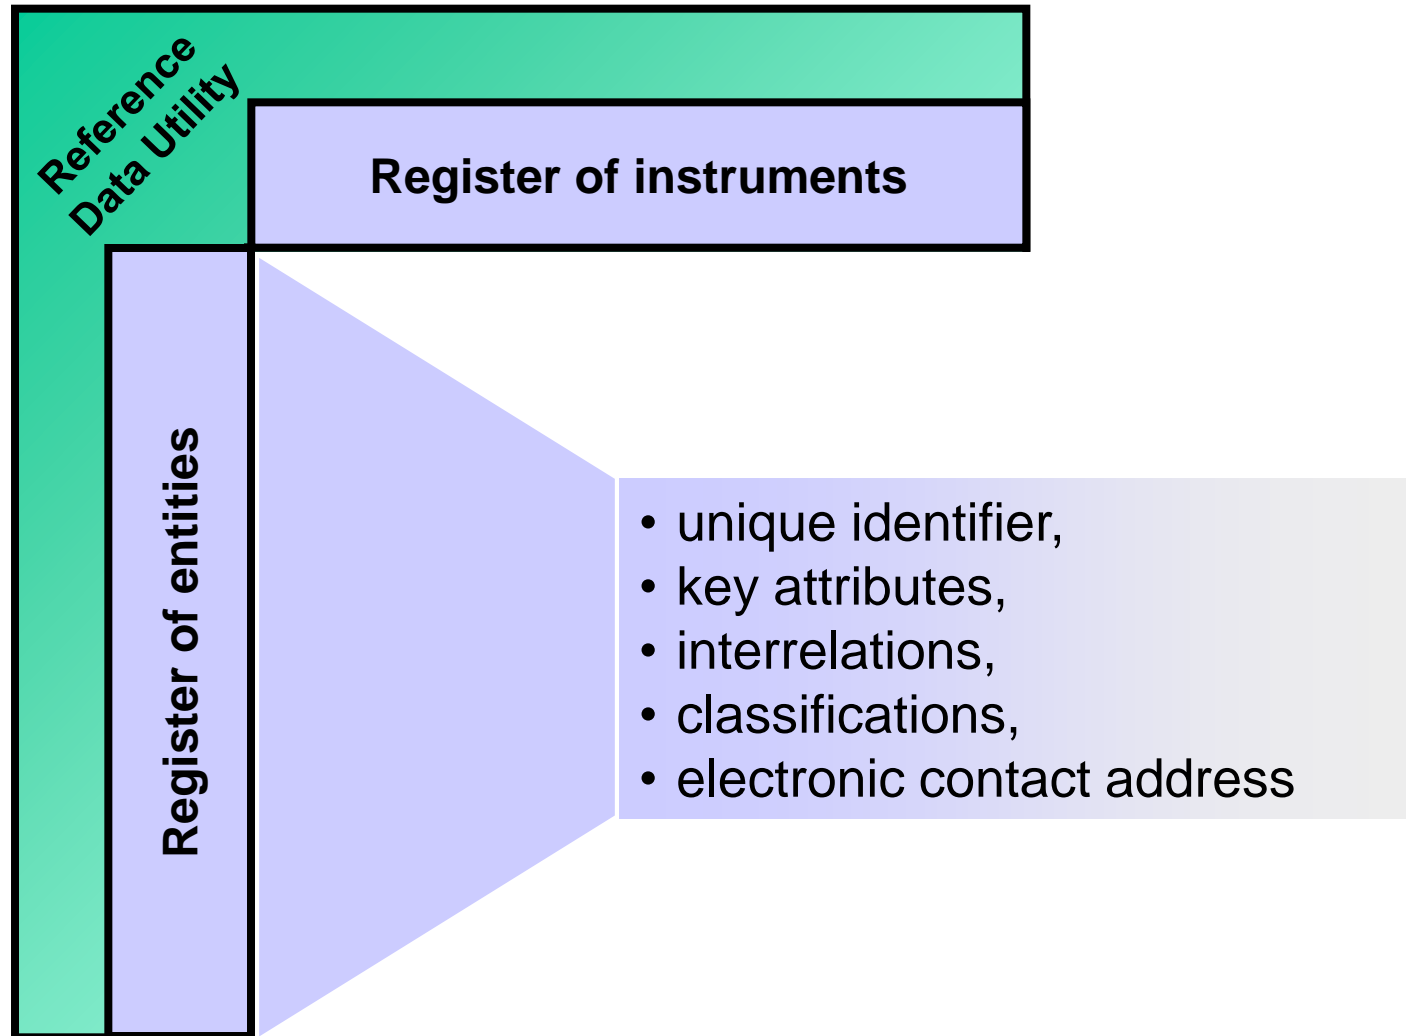 Reference
Data Utility
Register of instruments
Register of entities
• unique identifier,
• key attributes,
• interrelations,
• classifications,
• electronic contact address